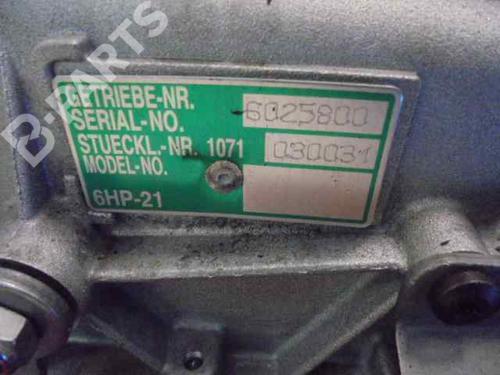 B-PARTS
GETRIEBE-NR. 6025800
SERIAL-NO.
STUECKL.-NR. 1071 030031
MODEL-NO.
6HP-21